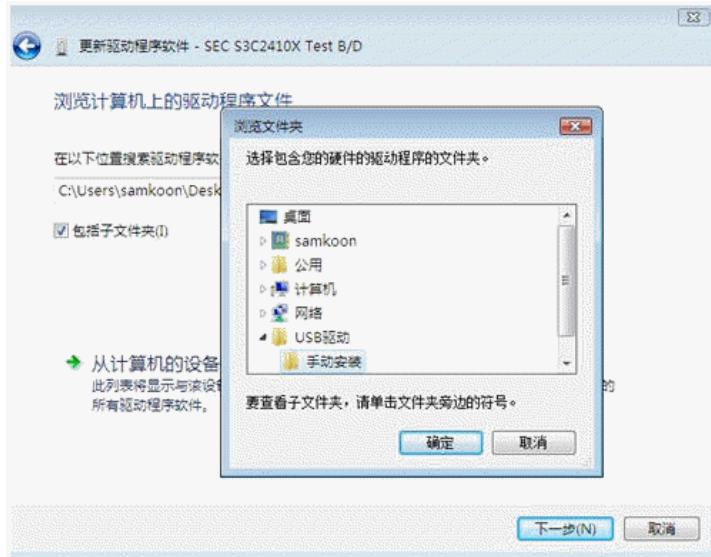 更新驱动程序软件 - SEC S3C2410X Test B/D
浏览计算机上的驱动程序文件
浏览文件夹
在以下位置搜索驱动程序软
选择包含您的硬件的驱动程序的文件夹。
C:\Users\samkoon\Desk
桌面
包括子文件夹(I)
samkoon
公用
计算机
网络
USB驱动
手动安装
从计算机的设备
此列表将显示与该设备
的
所有驱动程序软件。
要查看子文件夹，请单击文件夹旁边的符号。
确定
取消
下一步(N)
取消